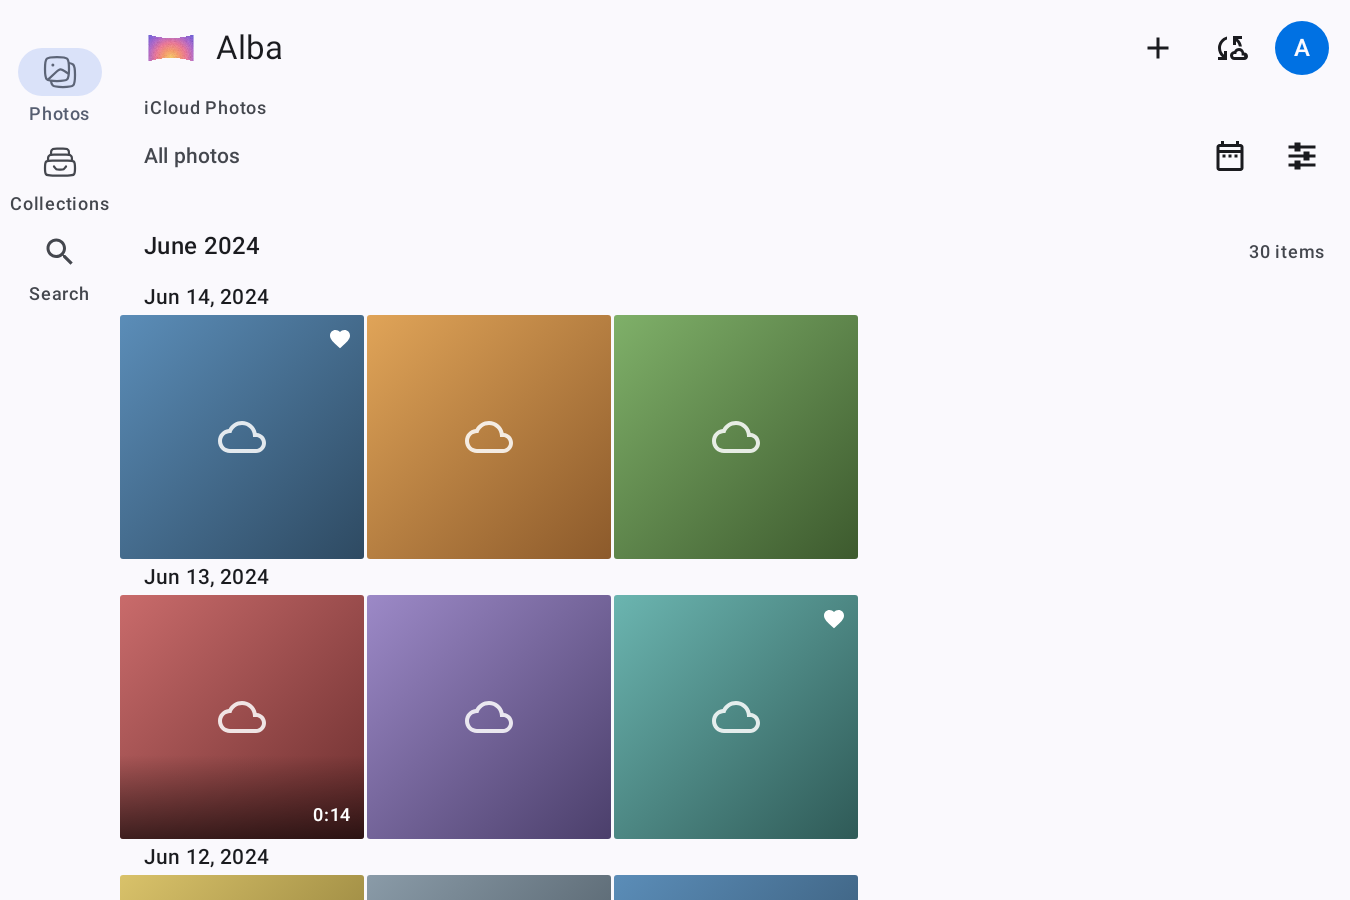 Alba
A
iCloud Photos
All photos
Photos
Collections
Search
June 2024
30 items
Jun 14, 2024
Jun 13, 2024
0:14
Jun 12, 2024